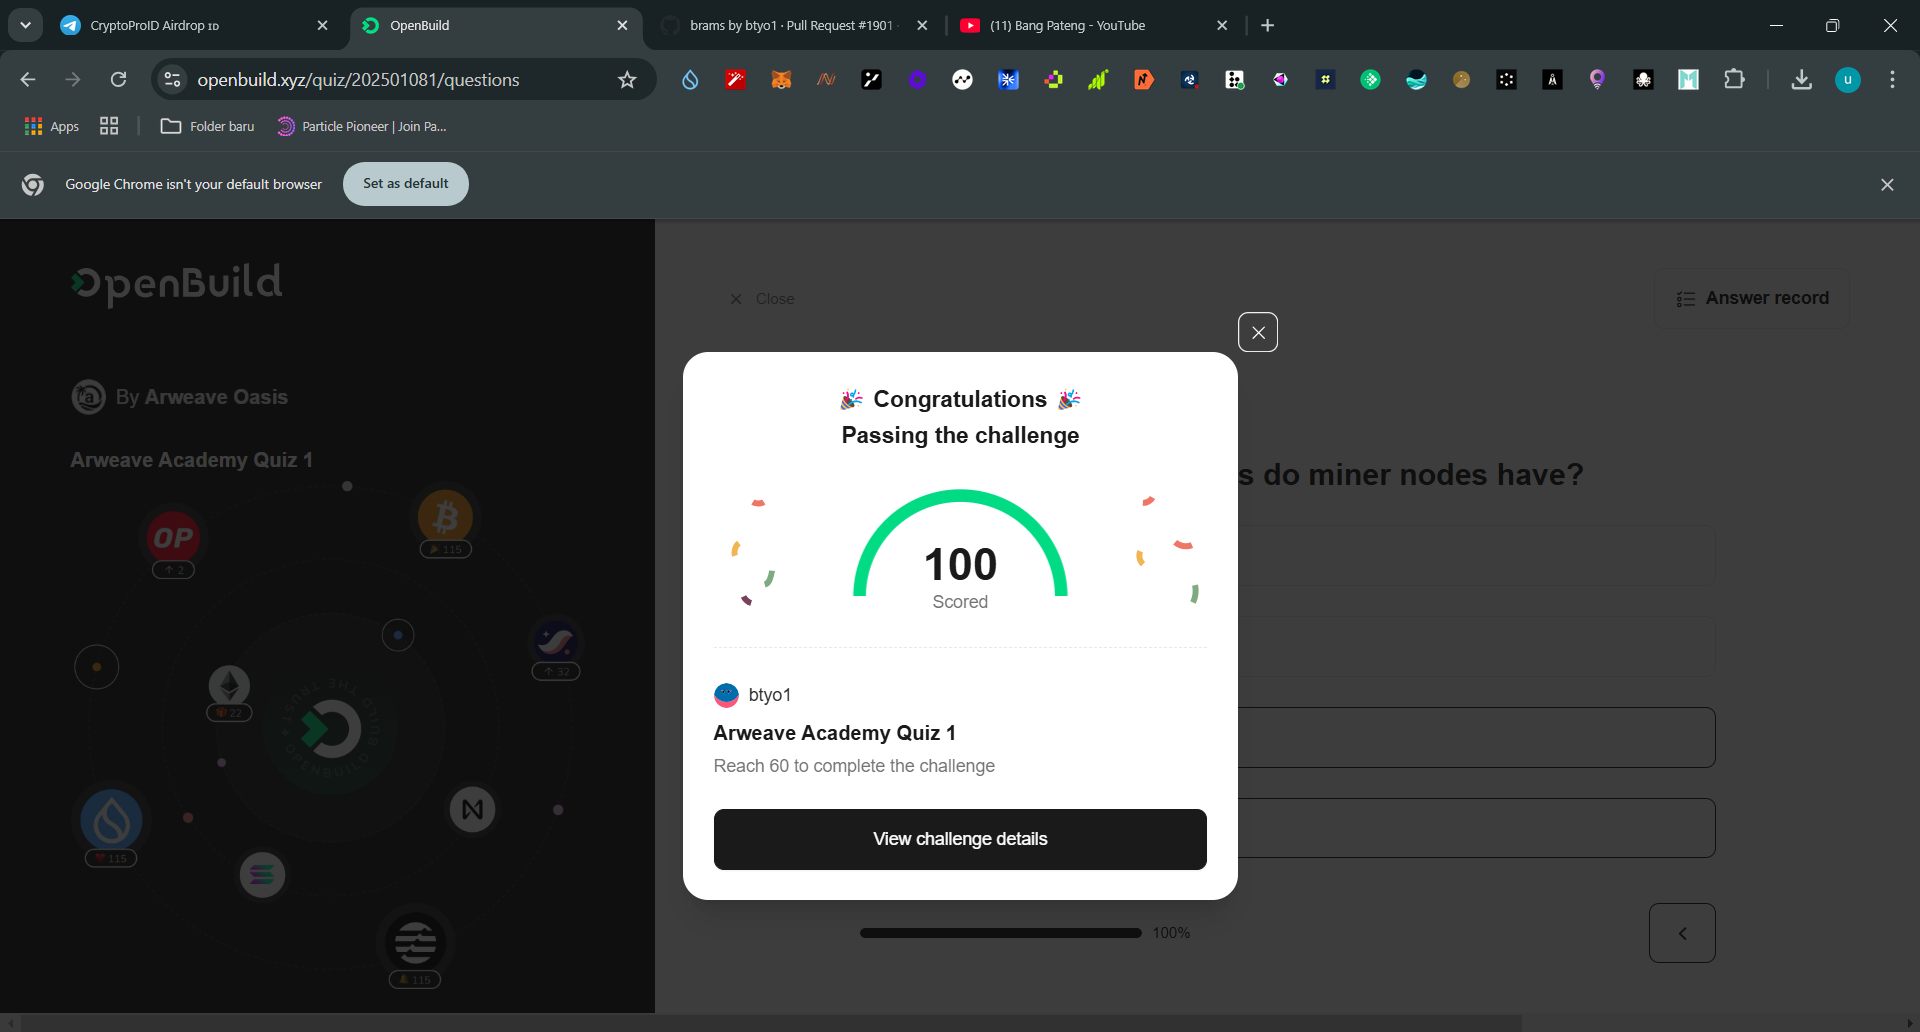 CryptoProID Airdrop ɪᴅ
OpenBuild
brams by btyo1 · Pull Request #1901
(11) Bang Pateng - YouTube
openbuild.xyz/quiz/202501081/questions
u
Apps
Folder baru
Particle Pioneer | Join Pa...
Google Chrome isn't your default browser
Set as default
OpenBuild
Close
Answer record
By Arweave Oasis
Arweave Academy Quiz 1
🎉 Congratulations 🎉
Passing the challenge
s do miner nodes have?
100
Scored
OP
2
115
32
22
115
115
btyo1
Arweave Academy Quiz 1
Reach 60 to complete the challenge
View challenge details
100%